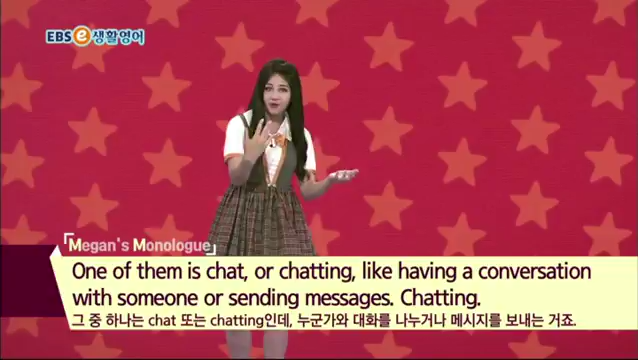 EBS e 생활영어
「Megan's Monologue」
One of them is chat, or chatting, like having a conversation
with someone or sending messages. Chatting.
그 중 하나는 chat 또는 chatting인데, 누군가와 대화를 나누거나 메시지를 보내는 거죠.